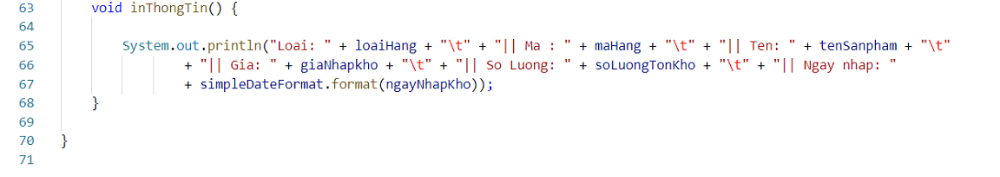 63 void inThongTin() {
64
65 System.out.println("Loai: " + loaiHang + "\t" + "|| Ma : " + maHang + "\t" + "|| Ten: " + tenSanpham + "\t"
66 + "|| Gia: " + giaNhapkho + "\t" + "|| So Luong: " + soLuongTonKho + "\t" + "|| Ngay nhap: "
67 + simpleDateFormat.format(ngayNhapKho));
68 }
69
70 }
71